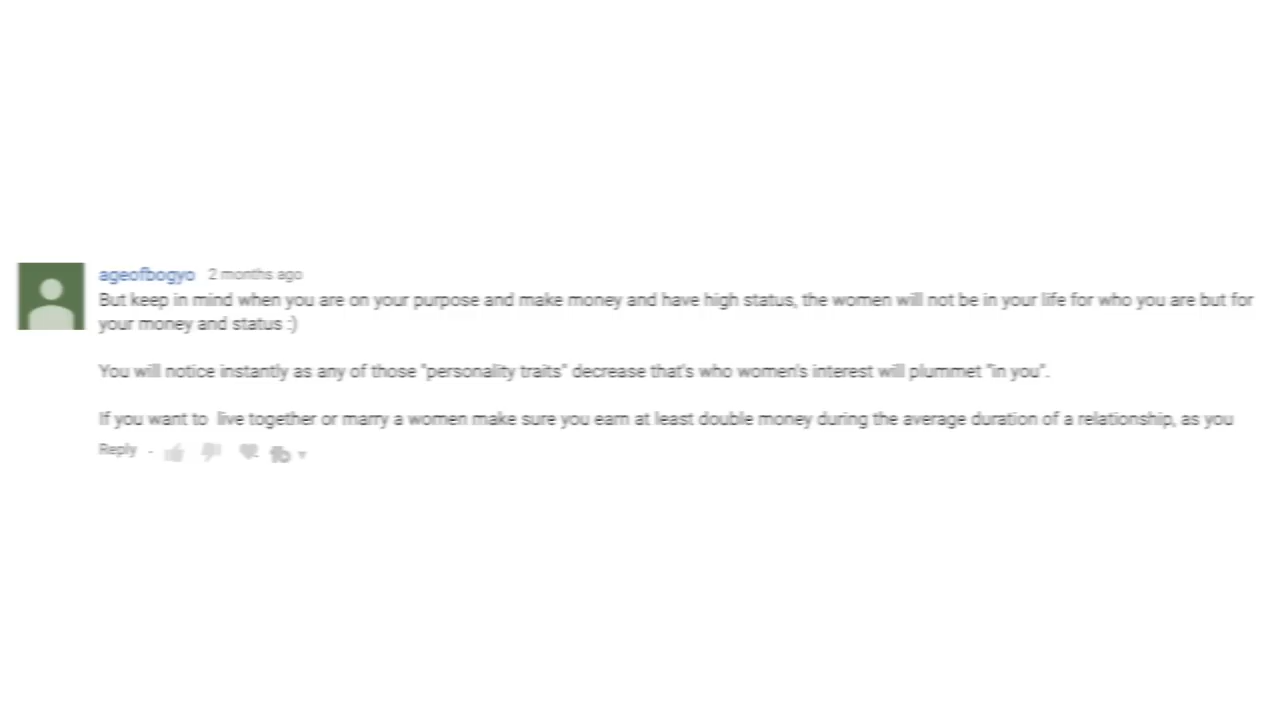 ageofbogyo 2 months ago
But keep in mind when you are on your purpose and make money and have high status, the women will not be in your life for who you are but for
your money and status :)
You will notice instantly as any of those "personality traits" decrease that's who women's interest will plummet "in you".
If you want to live together or marry a women make sure you earn at least double money during the average duration of a relationship, as you
Reply